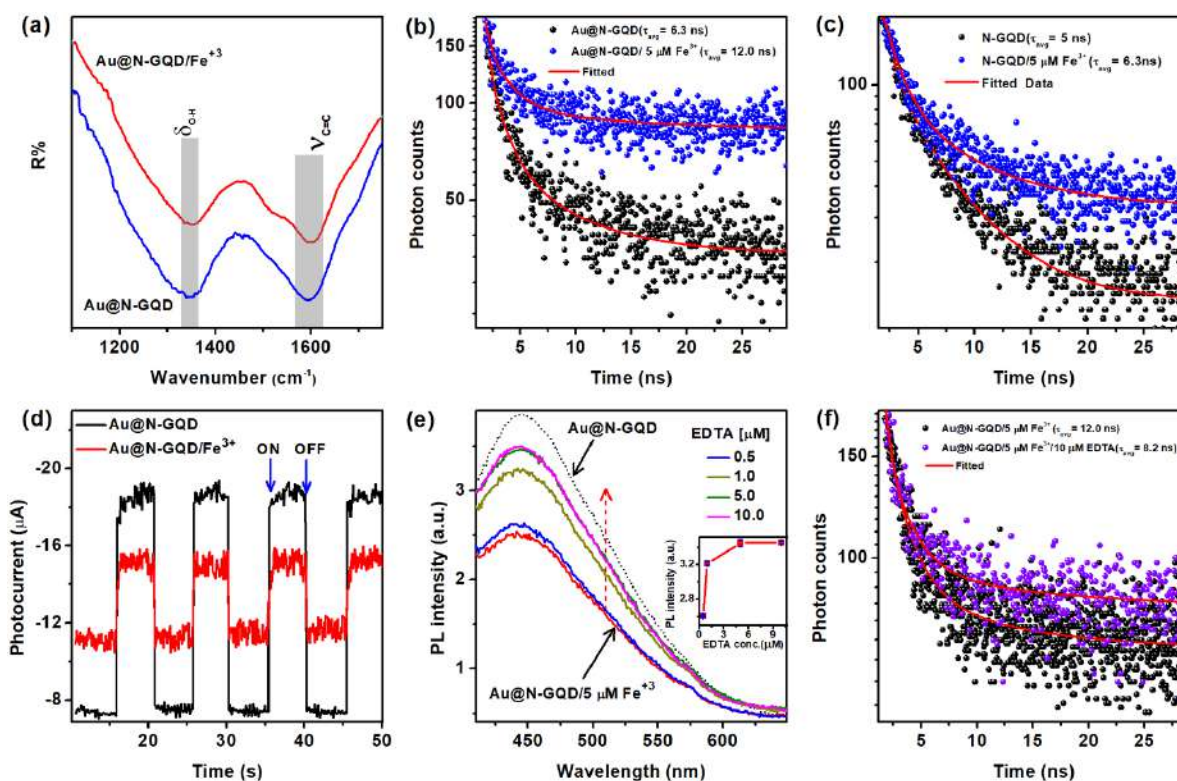 (a)
Au@N-GQD/Fe⁺³
δO-H
νC=C
Au@N-GQD
R%
1200 1400 1600
Wavenumber (cm⁻¹)
(b)
Au@N-GQD(τavg = 6.3 ns)
Au@N-GQD/ 5 μM Fe³⁺ (τavg = 12.0 ns)
Fitted
Photon counts
150
100
50
5 10 15 20 25
Time (ns)
(c)
N-GQD(τavg = 5 ns)
N-GQD/5 μM Fe³⁺ (τavg = 6.3ns)
Fitted Data
Photon counts
100
5 10 15 20 25
Time (ns)
(d)
Au@N-GQD
Au@N-GQD/Fe³⁺
ON OFF
Photocurrent (μA)
-20
-16
-12
-8
20 30 40 50
Time (s)
(e)
Au@N-GQD
EDTA [μM]
0.5
1.0
5.0
10.0
PL intensity (a.u.)
3.2
2.8
0 3 6 9
EDTA conc.(μM)
Au@N-GQD/5 μM Fe⁺³
PL intensity (a.u.)
3
2
1
450 500 550 600
Wavelength (nm)
(f)
Au@N-GQD/5 μM Fe³⁺ (τavg = 12.0 ns)
Au@N-GQD/5 μM Fe³⁺/10 μM EDTA(τavg = 8.2 ns)
Fitted
Photon counts
150
100
5 10 15 20 25
Time (ns)